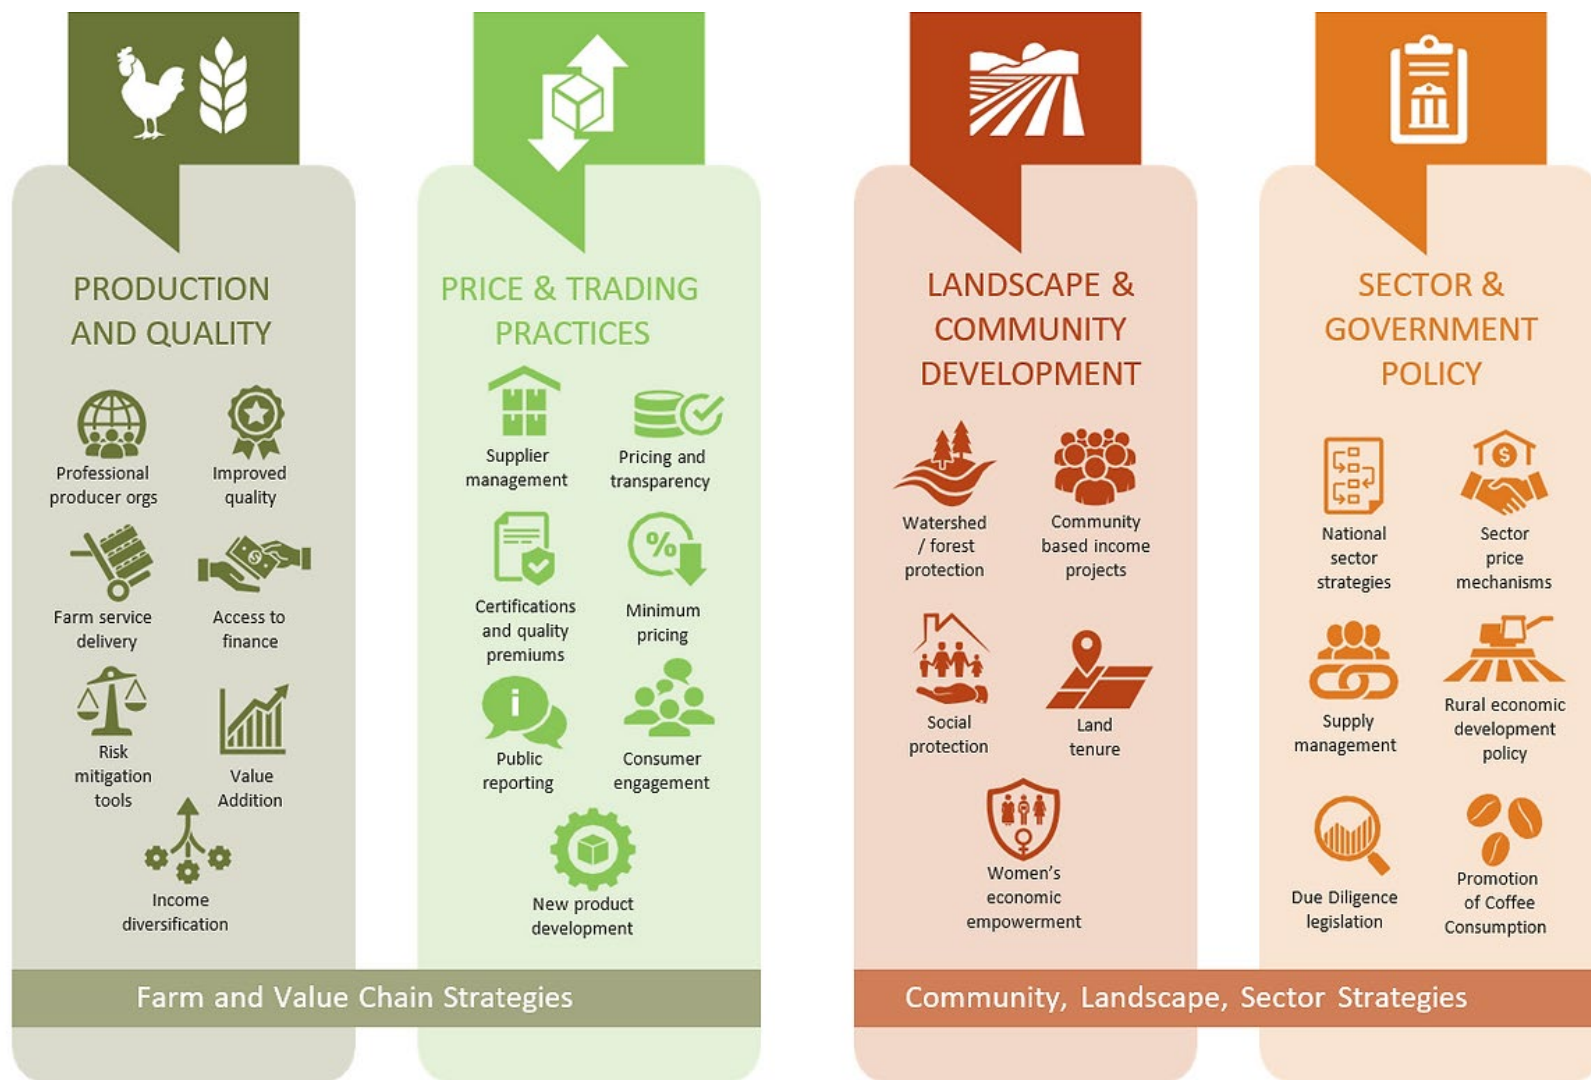 PRODUCTION
AND QUALITY
Professional
producer orgs
Improved
quality
Farm service
delivery
Access to
finance
Risk
mitigation
tools
Value
Addition
Income
diversification
PRICE & TRADING
PRACTICES
Supplier
management
Pricing and
transparency
Certifications
and quality
premiums
%
Minimum
pricing
i
Public
reporting
Consumer
engagement
New product
development
Farm and Value Chain Strategies
LANDSCAPE &
COMMUNITY
DEVELOPMENT
Watershed
/ forest
protection
Community
based income
projects
Social
protection
Land
tenure
Women's
economic
empowerment
SECTOR &
GOVERNMENT
POLICY
National
sector
strategies
$
Sector
price
mechanisms
Supply
management
Rural economic
development
policy
Due Diligence
legislation
Promotion
of Coffee
Consumption
Community, Landscape, Sector Strategies